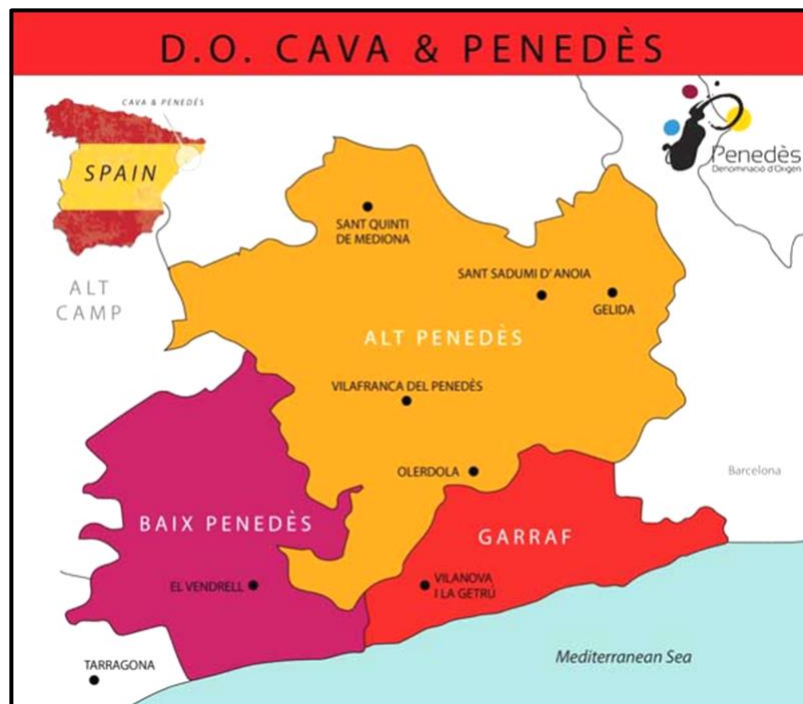 D.O. CAVA & PENEDÈS
CAVA & PENEDÈS
SPAIN
Penedès
Denominació d'Origen
SANT QUINTI
DE MEDIONA
SANT SADUMI D' ANOIA
GELIDA
ALT
CAMP
ALT PENEDÈS
VILAFRANCA DEL PENEDÈS
OLERDOLA
Barcelona
BAIX PENEDÈS
GARRAF
EL VENDRELL
VILANOVA
I LA GETRÚ
TARRAGONA
Mediterranean Sea